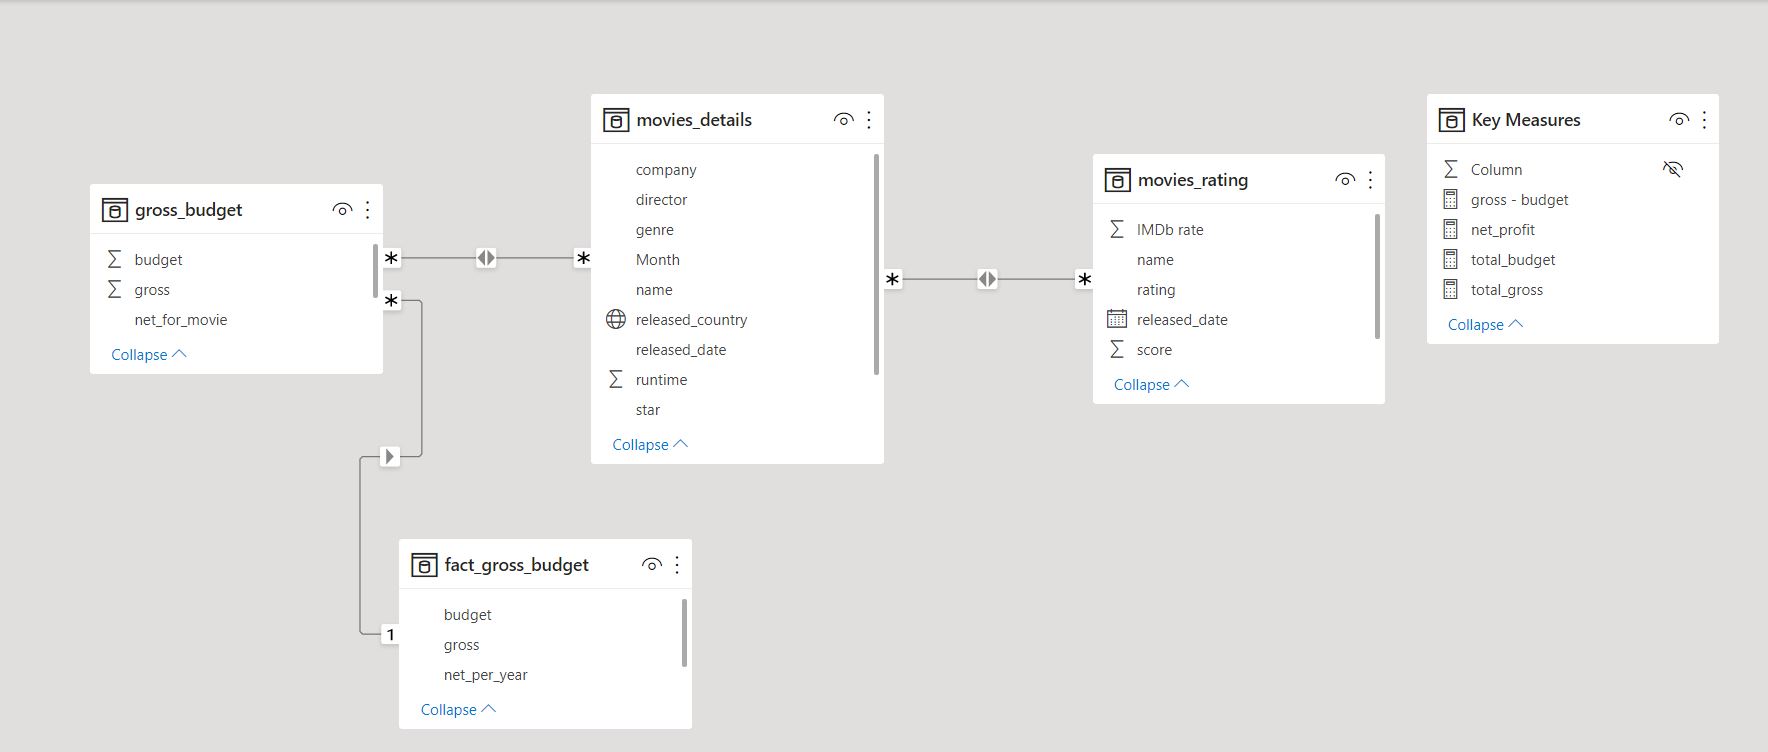 gross_budget
budget
gross
net_for_movie
Collapse
*
*
*
movies_details
company
director
genre
Month
name
released_country
released_date
runtime
star
Collapse
*
*
movies_rating
IMDb rate
name
rating
released_date
score
Collapse
Key Measures
Column
gross - budget
net_profit
total_budget
total_gross
Collapse
1
fact_gross_budget
budget
gross
net_per_year
Collapse